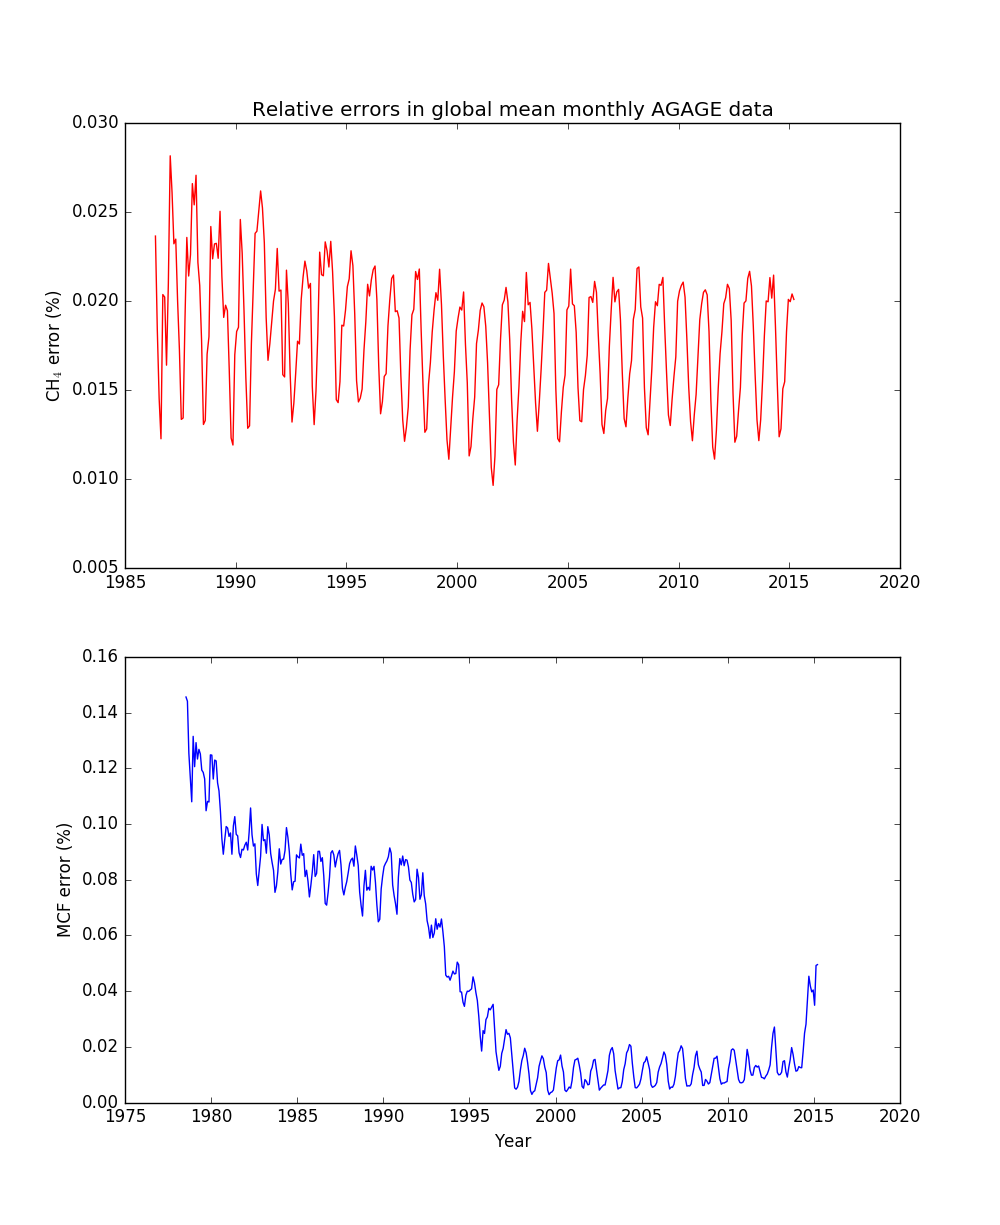 Relative errors in global mean monthly AGAGE data
0.030
0.025
0.020
0.015
0.010
0.005
CH₄ error (%)
1985 1990 1995 2000 2005 2010 2015 2020
0.16
0.14
0.12
0.10
0.08
0.06
0.04
0.02
0.00
MCF error (%)
1975 1980 1985 1990 1995 2000 2005 2010 2015 2020
Year